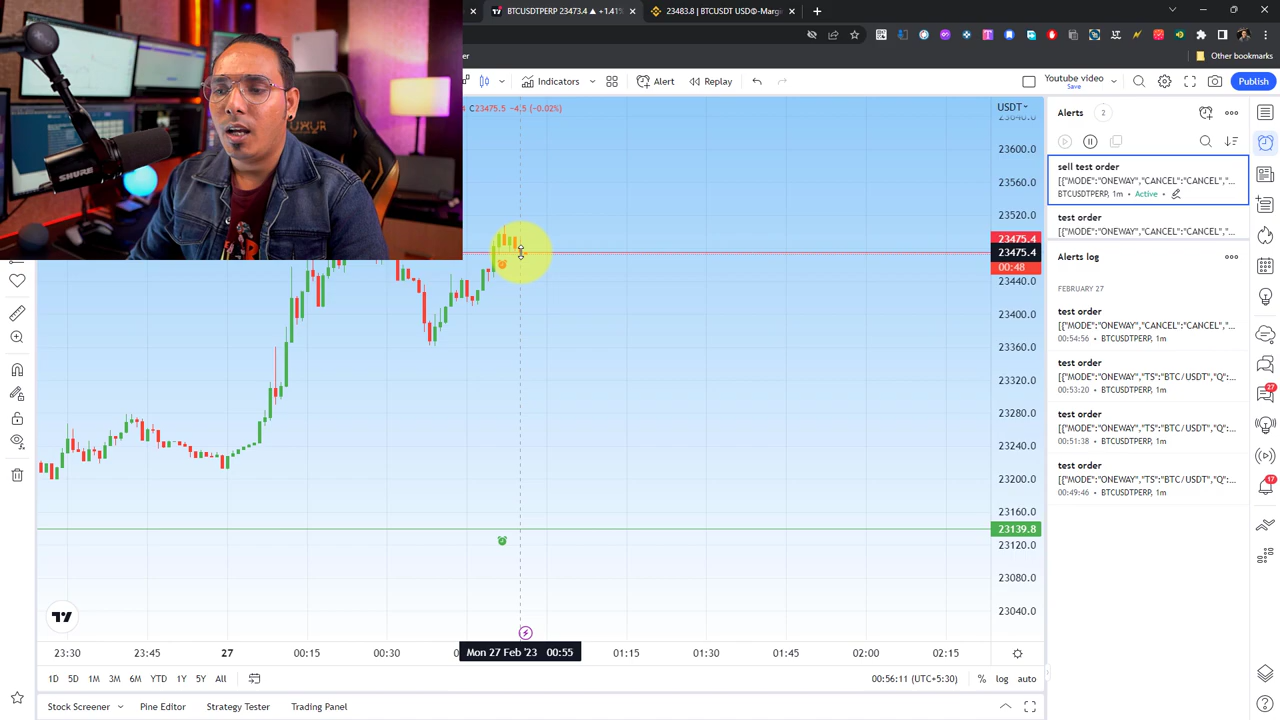 BTCUSDTPERP 23473.4 ▲ +1.41%
23483.8 | BTCUSDT USDⓈ-Marg
Other bookmarks
Indicators
Alert
Replay
Youtube video
Save
Publish
C23475.5 −4.5 (−0.02%)
USDT
23640.0
23600.0
23560.0
23520.0
23475.4
23475.4
00:48
23440.0
23400.0
23360.0
23320.0
23280.0
23240.0
23200.0
23160.0
23139.8
23120.0
23080.0
23040.0
Alerts 2
sell test order
[{"MODE":"ONEWAY","CANCEL":"CANCEL","...
BTCUSDTPERP, 1m • Active •
test order
[{"MODE":"ONEWAY","CANCEL":"CANCEL","...
Alerts log
FEBRUARY 27
test order
[{"MODE":"ONEWAY","CANCEL":"CANCEL","...
00:54:56 • BTCUSDTPERP, 1m
test order
[{"MODE":"ONEWAY","TS":"BTC/USDT","Q":...
00:53:20 • BTCUSDTPERP, 1m
test order
[{"MODE":"ONEWAY","TS":"BTC/USDT","Q":...
00:51:38 • BTCUSDTPERP, 1m
test order
[{"MODE":"ONEWAY","TS":"BTC/USDT","Q":...
00:49:46 • BTCUSDTPERP, 1m
27
17
SHURE
23:30 23:45 27 00:15 00:30 Mon 27 Feb '23 00:55 01:15 01:30 01:45 02:00 02:15
1D 5D 1M 3M 6M YTD 1Y 5Y All
00:56:11 (UTC+5:30) % log auto
Stock Screener Pine Editor Strategy Tester Trading Panel